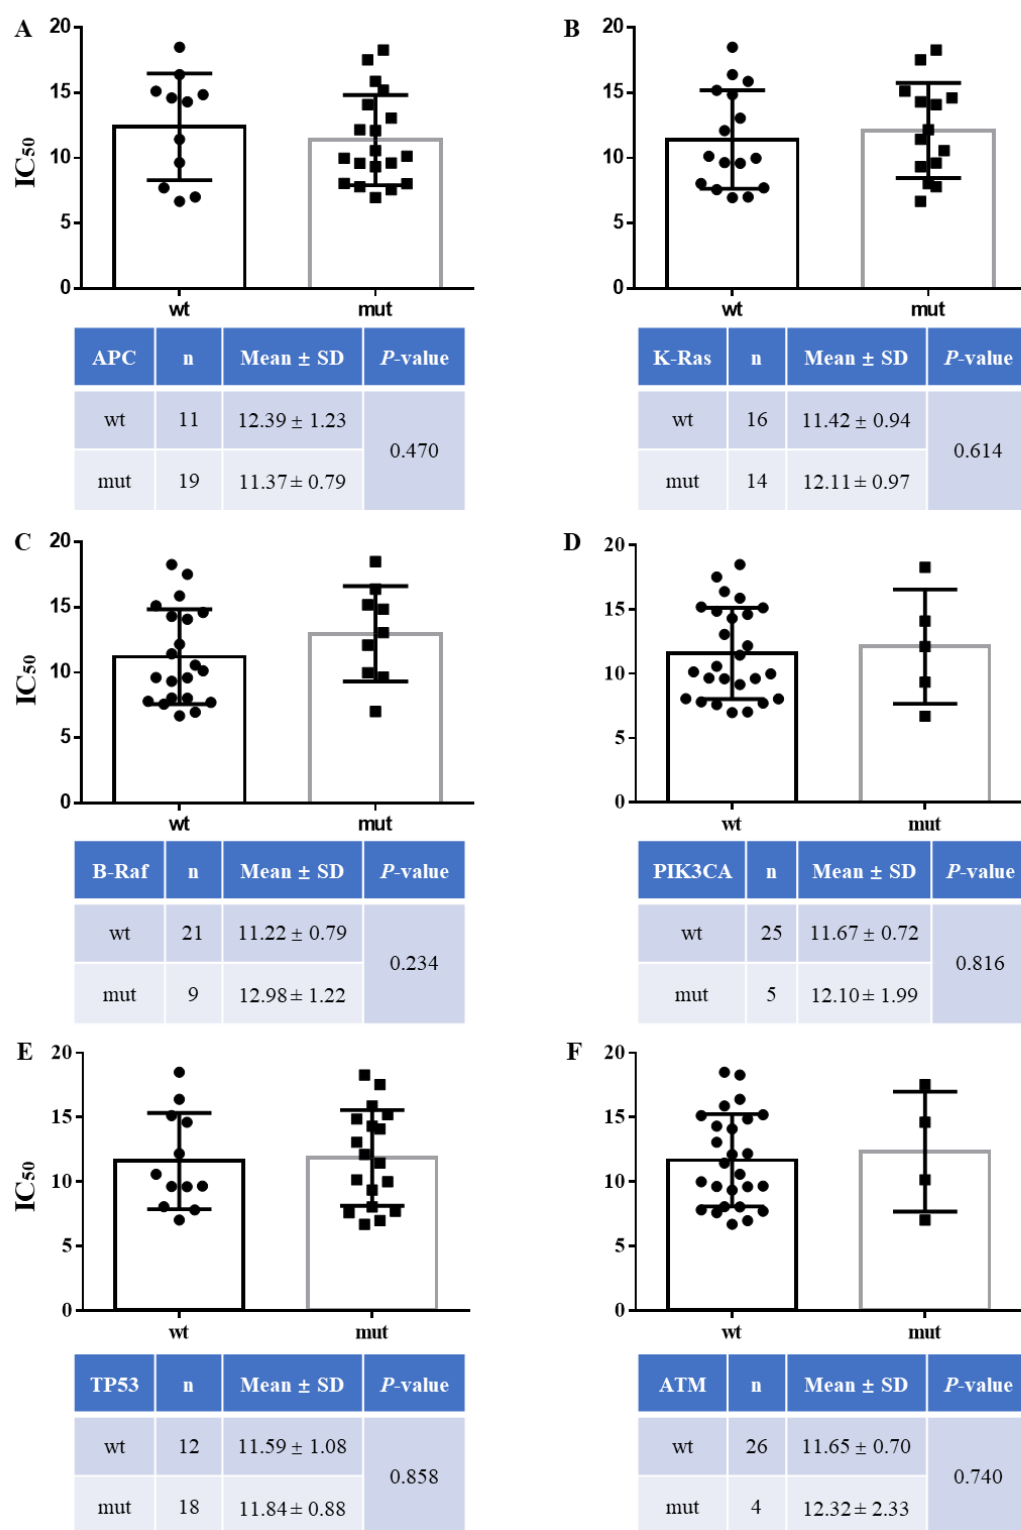 A
B
20
15
10
5
0
IC50
wt
mut
20
15
10
5
0
IC50
wt
mut
APC n Mean ± SD P-value
wt 11 12.39 ± 1.23
0.470
mut 19 11.37 ± 0.79
K-Ras n Mean ± SD P-value
wt 16 11.42 ± 0.94
0.614
mut 14 12.11 ± 0.97
C
D
20
15
10
5
0
IC50
wt
mut
20
15
10
5
0
wt
mut
B-Raf n Mean ± SD P-value
wt 21 11.22 ± 0.79
0.234
mut 9 12.98 ± 1.22
PIK3CA n Mean ± SD P-value
wt 25 11.67 ± 0.72
0.816
mut 5 12.10 ± 1.99
E
F
20
15
10
5
0
IC50
wt
mut
20
15
10
5
0
wt
mut
TP53 n Mean ± SD P-value
wt 12 11.59 ± 1.08
0.858
mut 18 11.84 ± 0.88
ATM n Mean ± SD P-value
wt 26 11.65 ± 0.70
0.740
mut 4 12.32 ± 2.33